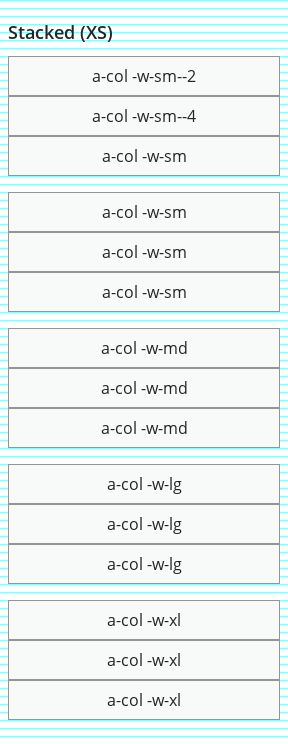 Stacked (XS)
a-col -w-sm--2
a-col -w-sm--4
a-col -w-sm
a-col -w-sm
a-col -w-sm
a-col -w-sm
a-col -w-md
a-col -w-md
a-col -w-md
a-col -w-lg
a-col -w-lg
a-col -w-lg
a-col -w-xl
a-col -w-xl
a-col -w-xl